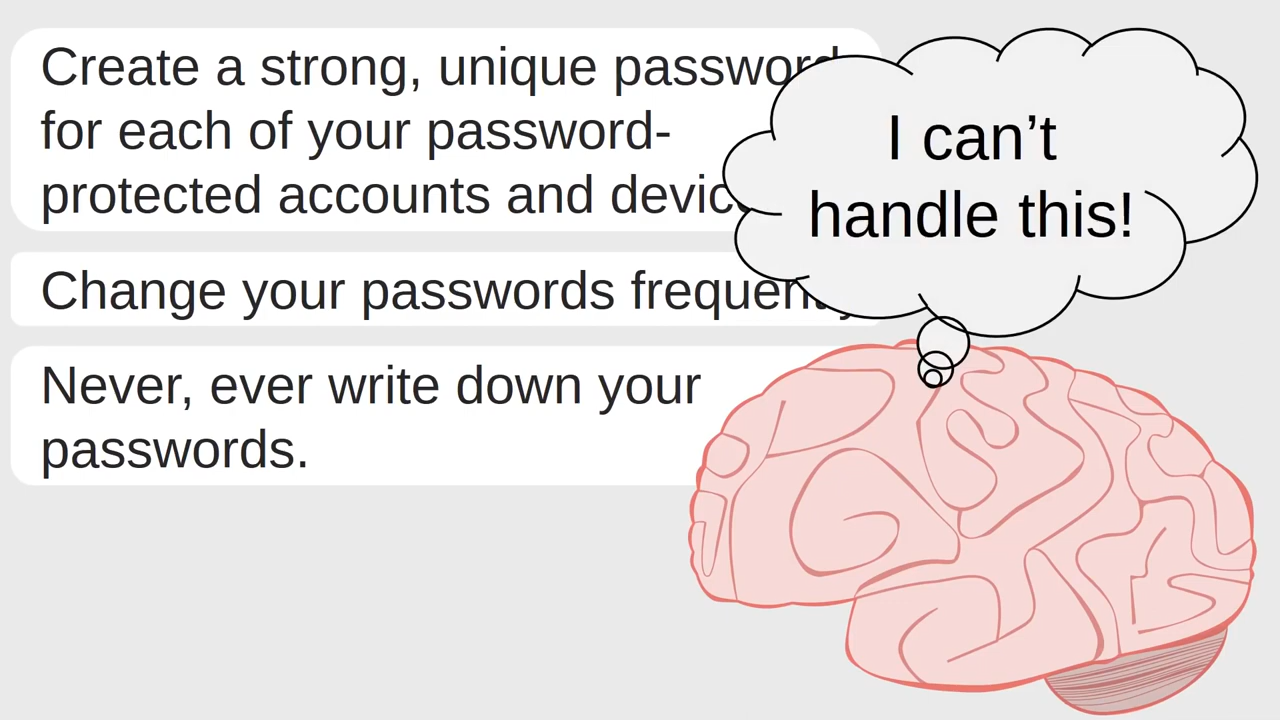 Create a strong, unique password
for each of your password-
protected accounts and
Change your passwords
Never, ever write down your
passwords.
I can’t
handle this!